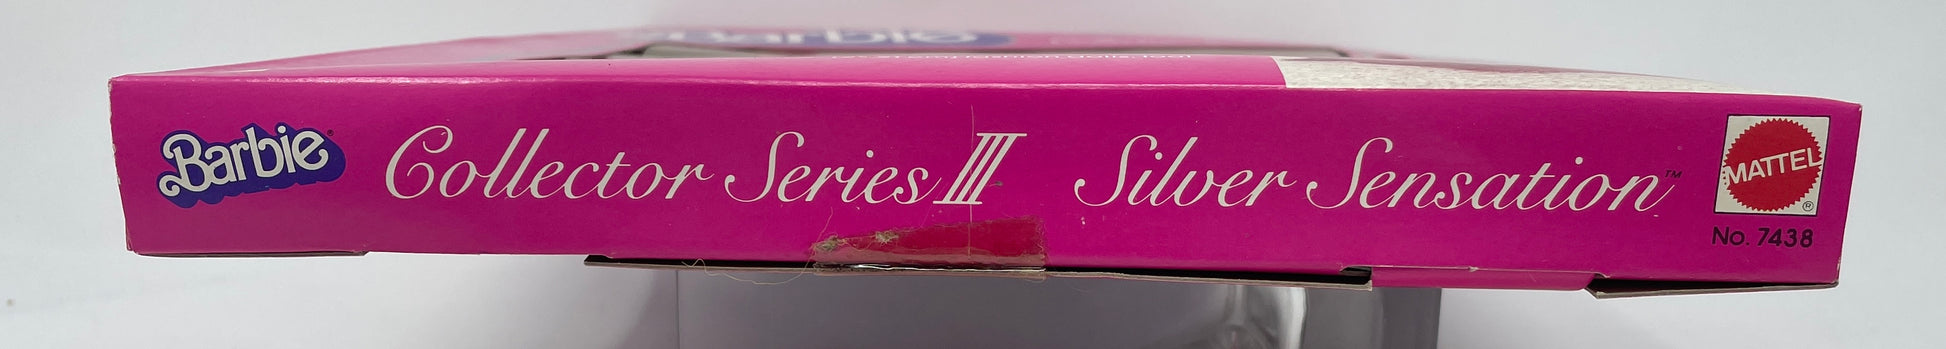 Barbie®
Collector Series III Silver Sensation™
MATTEL®
No. 7438